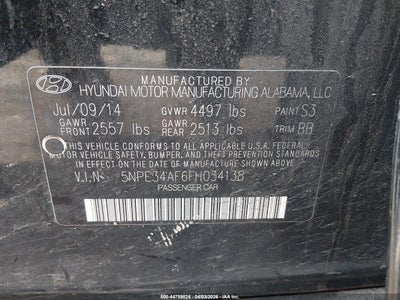 MANUFACTURED BY
HYUNDAI MOTOR MANUFACTURING ALABAMA, LLC
Jul/09/14 GVWR 4497 lbs PAINT S3
GAWR FRONT 2557 lbs GAWR REAR 2513 lbs TRIM BB
THIS VEHICLE CONFORMS TO ALL APPLICABLE U.S.A. FEDERAL
MOTOR VEHICLE SAFETY, BUMPER, AND THEFT PREVENTION
STANDARDS IN EFFECT ON THE DATE OF MANUFACTURE SHOWN ABOVE.
V.I.N: 5NPE34AF6FH034138
PASSENGER CAR
000-44759824 - 04/03/2026 - IAA Inc.